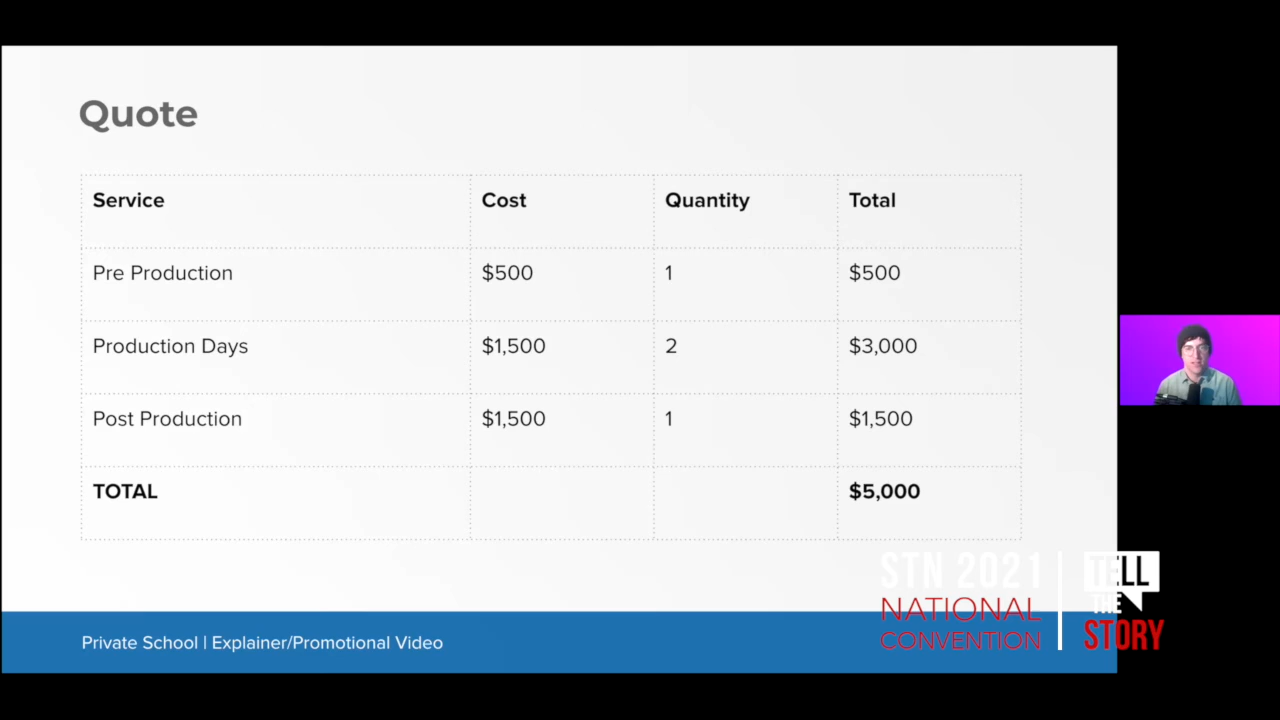 Quote
Service Cost Quantity Total
Pre Production $500 1 $500
Production Days $1,500 2 $3,000
Post Production $1,500 1 $1,500
TOTAL $5,000
STN 2021
NATIONAL
CONVENTION
TELL
THE
STORY
Private School | Explainer/Promotional Video